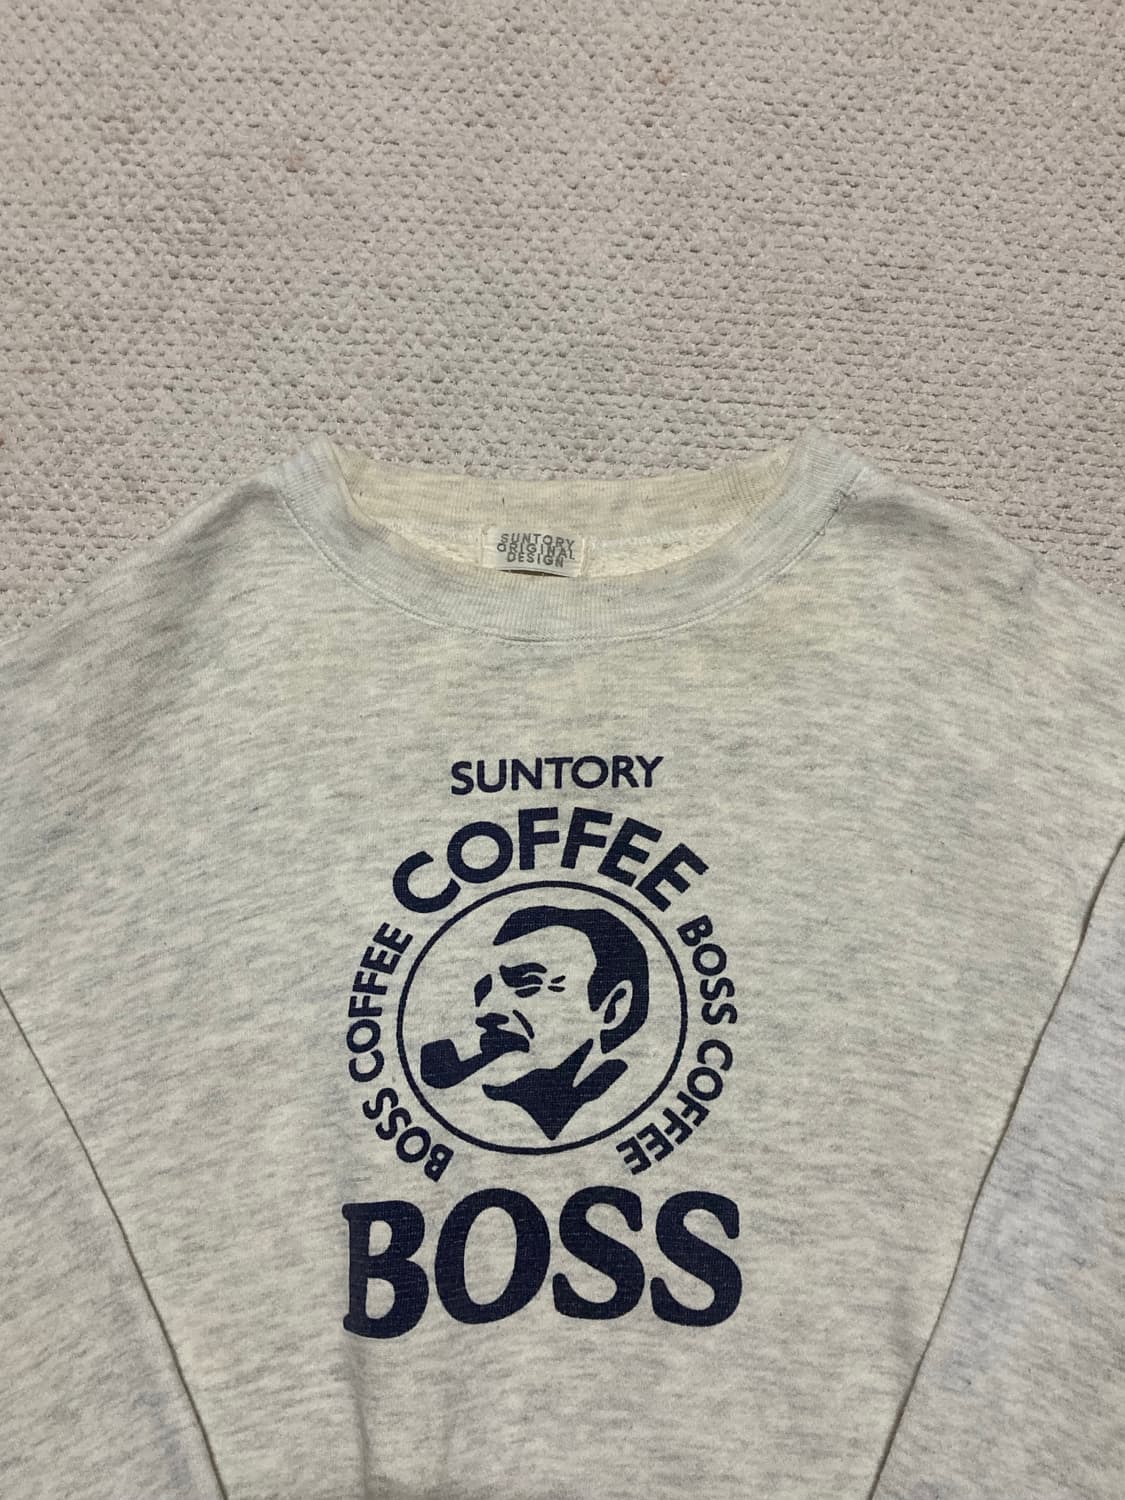 SUNTORY
ORIGINAL
DESIGN
SUNTORY
COFFEE
BOSS COFFEE
BOSS COFFEE
BOSS